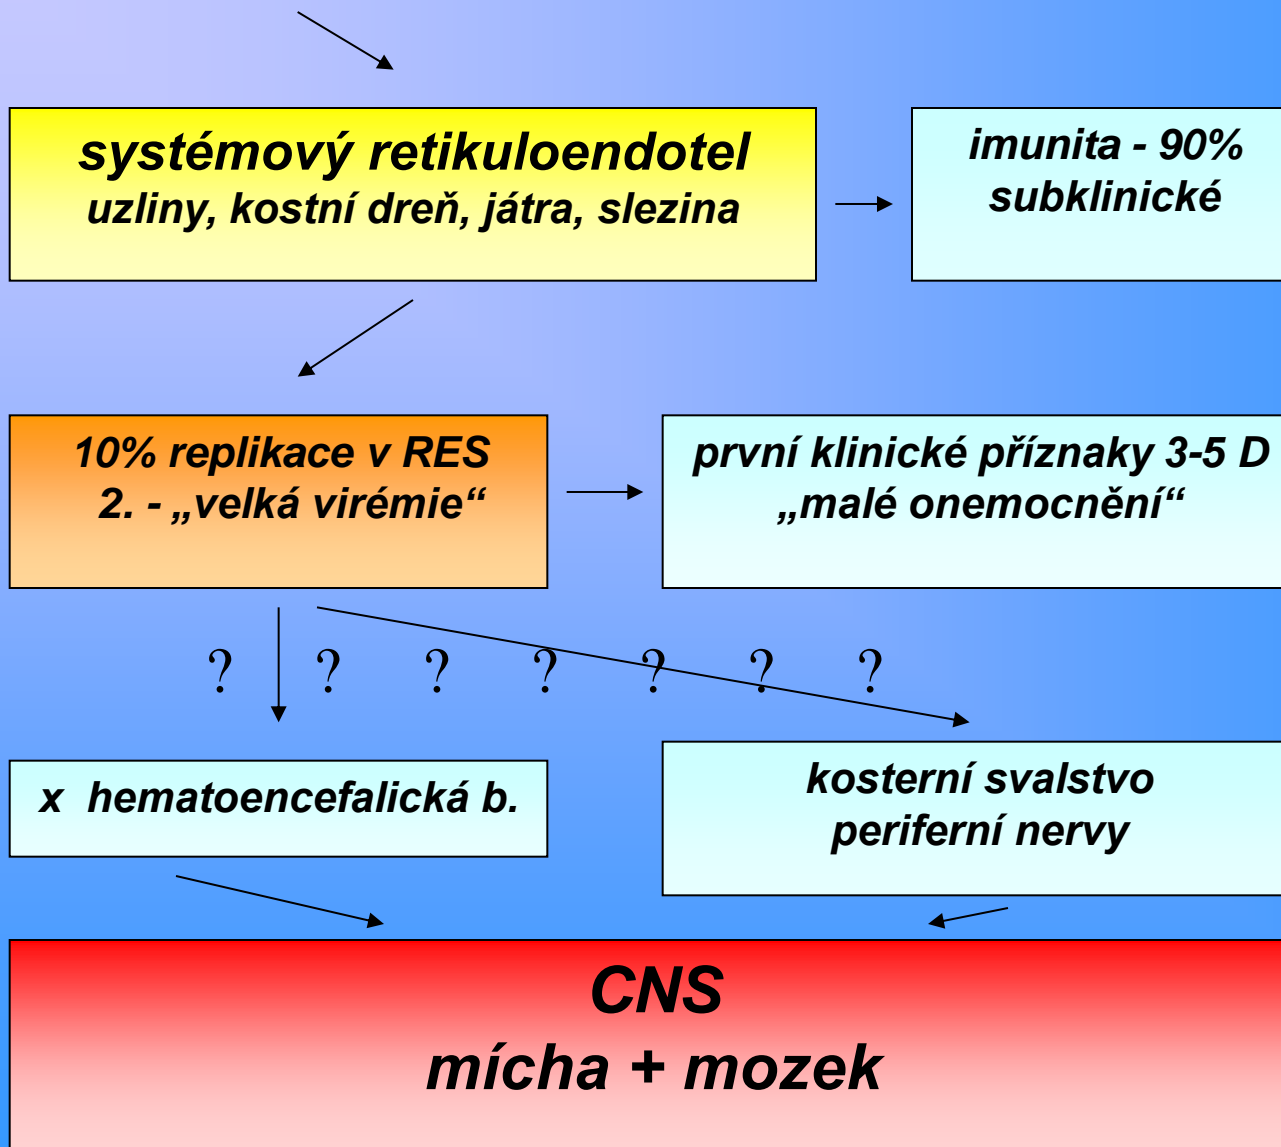 systémový retikuloendotel
uzliny, kostní dreň, játra, slezina
imunita - 90%
subklinické
10% replikace v RES
2. - „velká virémie“
první klinické příznaky 3-5 D
„malé onemocnění“
? ? ? ? ? ? ?
x hematoencefalická b.
kosterní svalstvo
periferní nervy
CNS
mícha + mozek